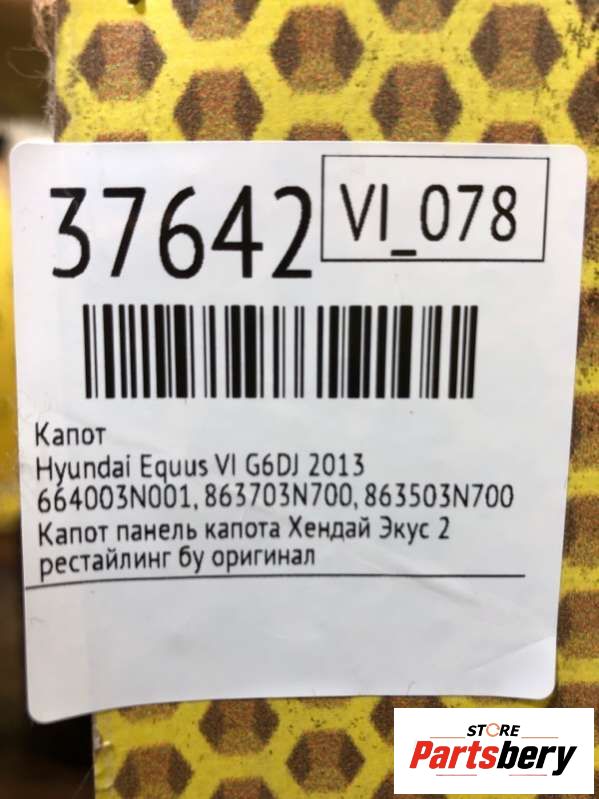 37642
VI_078
Капот
Hyundai Equus VI G6DJ 2013
664003N001, 863703N700, 863503N700
Капот панель капота Хендай Экус 2
рестайлинг бу оригинал
STORE
Partsbery